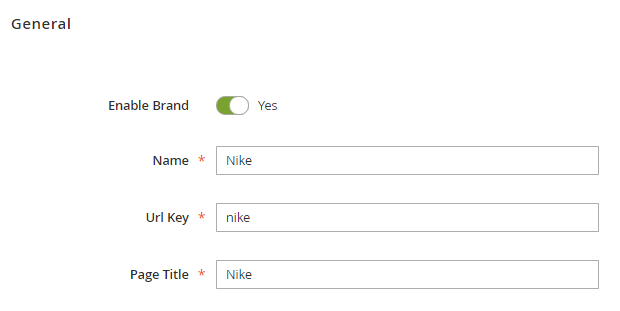 General
Enable Brand Yes
Name * Nike
Url Key * nike
Page Title * Nike